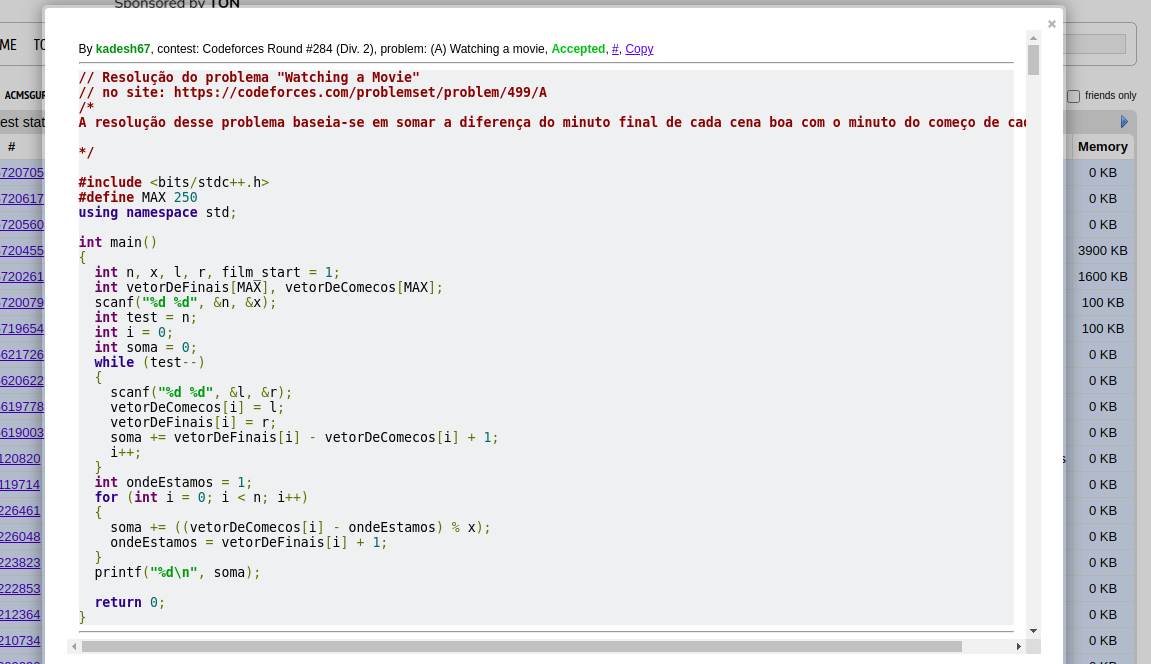 Sponsored by TON
×
ME TO
By kadesh67, contest: Codeforces Round #284 (Div. 2), problem: (A) Watching a movie, Accepted, #, Copy
// Resolução do problema "Watching a Movie"
// no site: https://codeforces.com/problemset/problem/499/A
/*
A resolução desse problema baseia-se em somar a diferença do minuto final de cada cena boa com o minuto do começo de cad
*/
#include <bits/stdc++.h>
#define MAX 250
using namespace std;
int main()
{
int n, x, l, r, film_start = 1;
int vetorDeFinais[MAX], vetorDeComecos[MAX];
scanf("%d %d", &n, &x);
int test = n;
int i = 0;
int soma = 0;
while (test--)
{
scanf("%d %d", &l, &r);
vetorDeComecos[i] = l;
vetorDeFinais[i] = r;
soma += vetorDeFinais[i] - vetorDeComecos[i] + 1;
i++;
}
int ondeEstamos = 1;
for (int i = 0; i < n; i++)
{
soma += ((vetorDeComecos[i] - ondeEstamos) % x);
ondeEstamos = vetorDeFinais[i] + 1;
}
printf("%d\n", soma);
return 0;
}
ACMSGUR
est stat
#
720705
720617
720560
720455
720261
720079
719654
621726
620622
619778
619003
120820
119714
226461
226048
223823
222853
212364
210734
friends only
Memory
0 KB
0 KB
0 KB
3900 KB
1600 KB
100 KB
100 KB
0 KB
0 KB
0 KB
0 KB
s 0 KB
0 KB
0 KB
0 KB
0 KB
0 KB
0 KB
0 KB